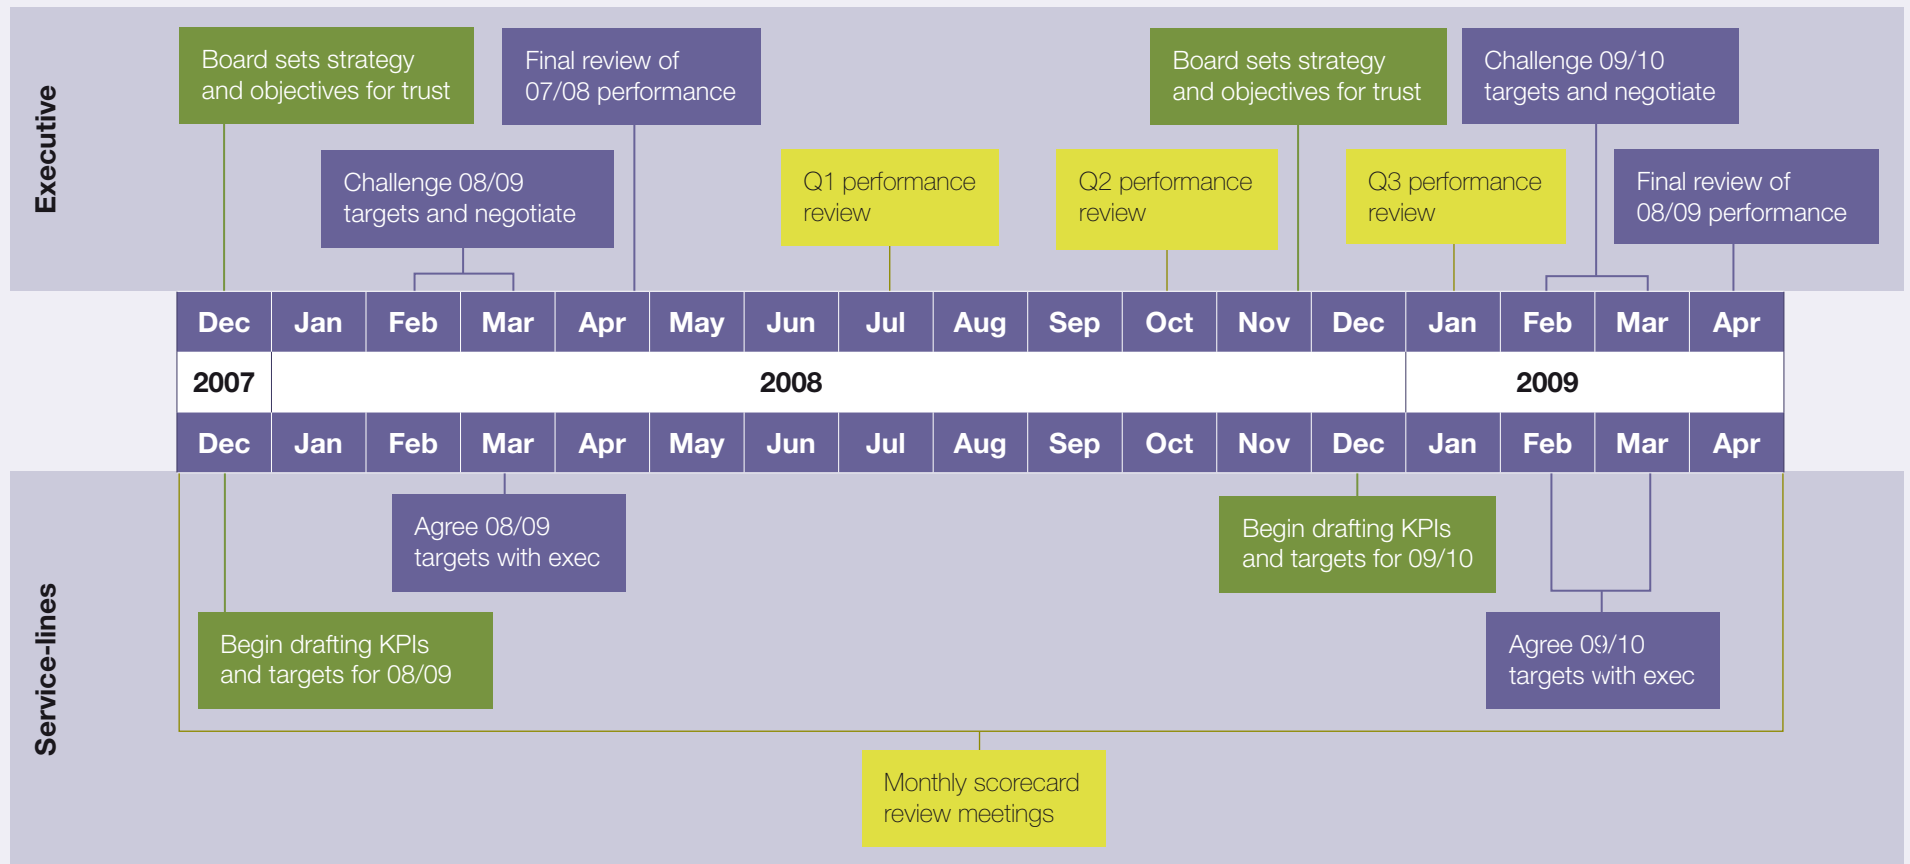 Executive
Board sets strategy
and objectives for trust
Final review of
07/08 performance
Board sets strategy
and objectives for trust
Challenge 09/10
targets and negotiate
Challenge 08/09
targets and negotiate
Q1 performance
review
Q2 performance
review
Q3 performance
review
Final review of
08/09 performance
Dec Jan Feb Mar Apr May Jun Jul Aug Sep Oct Nov Dec Jan Feb Mar Apr
2007 2008 2009
Dec Jan Feb Mar Apr May Jun Jul Aug Sep Oct Nov Dec Jan Feb Mar Apr
Service-lines
Agree 08/09
targets with exec
Begin drafting KPIs
and targets for 09/10
Begin drafting KPIs
and targets for 08/09
Agree 09/10
targets with exec
Monthly scorecard
review meetings